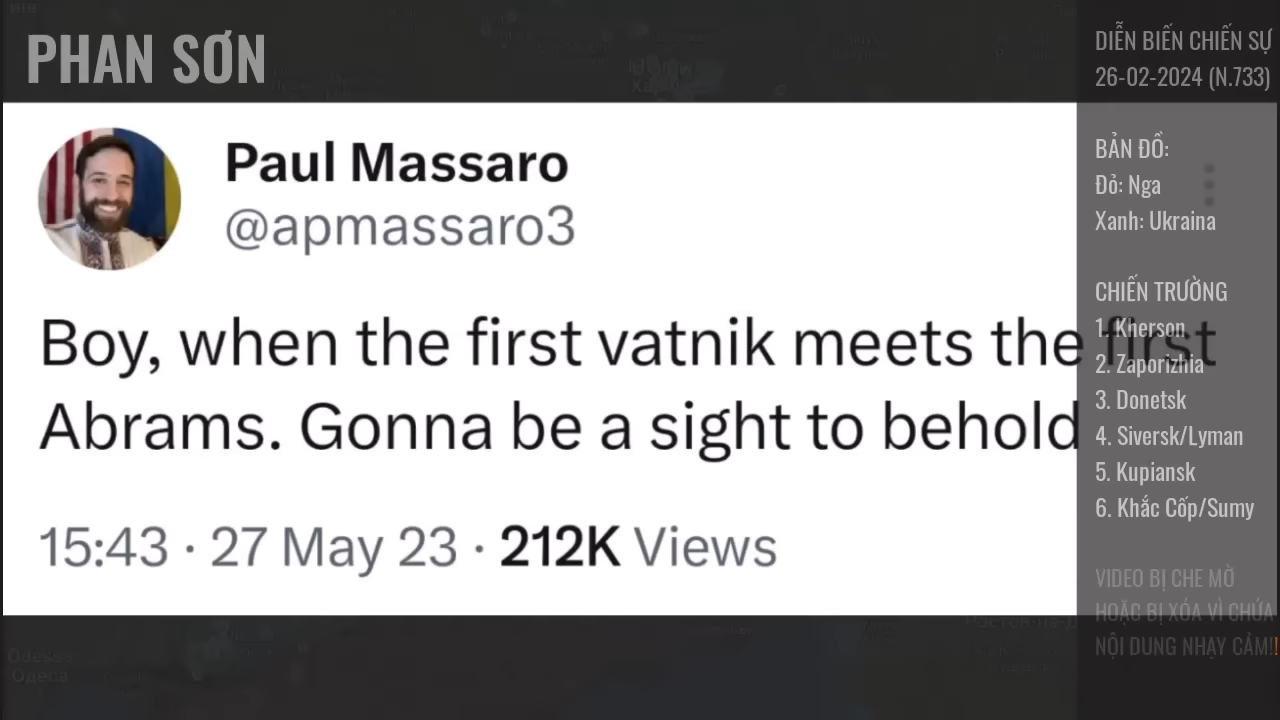 PHAN SƠN
Paul Massaro
@apmassaro3
Boy, when the first vatnik meets the first
Abrams. Gonna be a sight to behold
15:43 · 27 May 23 · 212K Views
DIỄN BIẾN CHIẾN SỰ
26-02-2024 (N.733)
BẢN ĐỒ:
Đỏ: Nga
Xanh: Ukraina
CHIẾN TRƯỜNG
1. Kherson
2. Zaporizhia
3. Donetsk
4. Siversk/Lyman
5. Kupiansk
6. Khắc Cốp/Sumy
VIDEO BỊ CHE MỜ
HOẶC BỊ XÓA VÌ CHỨA
NỘI DUNG NHẠY CẢM!!
Odessa
Одеса